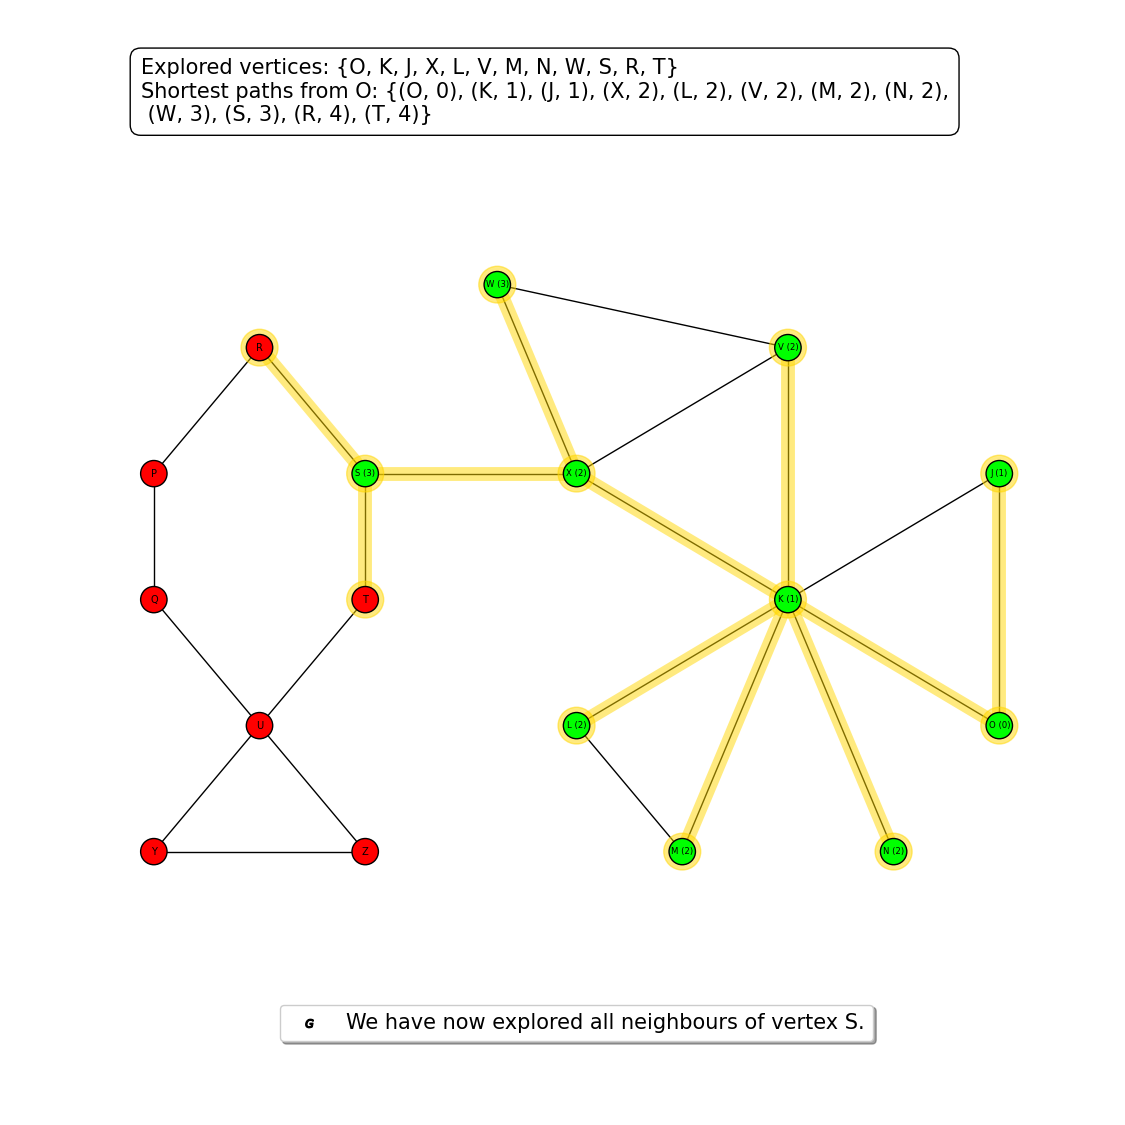 Explored vertices: {O, K, J, X, L, V, M, N, W, S, R, T}
Shortest paths from O: {(O, 0), (K, 1), (J, 1), (X, 2), (L, 2), (V, 2), (M, 2), (N, 2),
(W, 3), (S, 3), (R, 4), (T, 4)}
W (3)
R
V (2)
P
S (3)
X (2)
J (1)
Q
T
K (1)
U
L (2)
O (0)
Y
Z
M (2)
N (2)
G We have now explored all neighbours of vertex S.